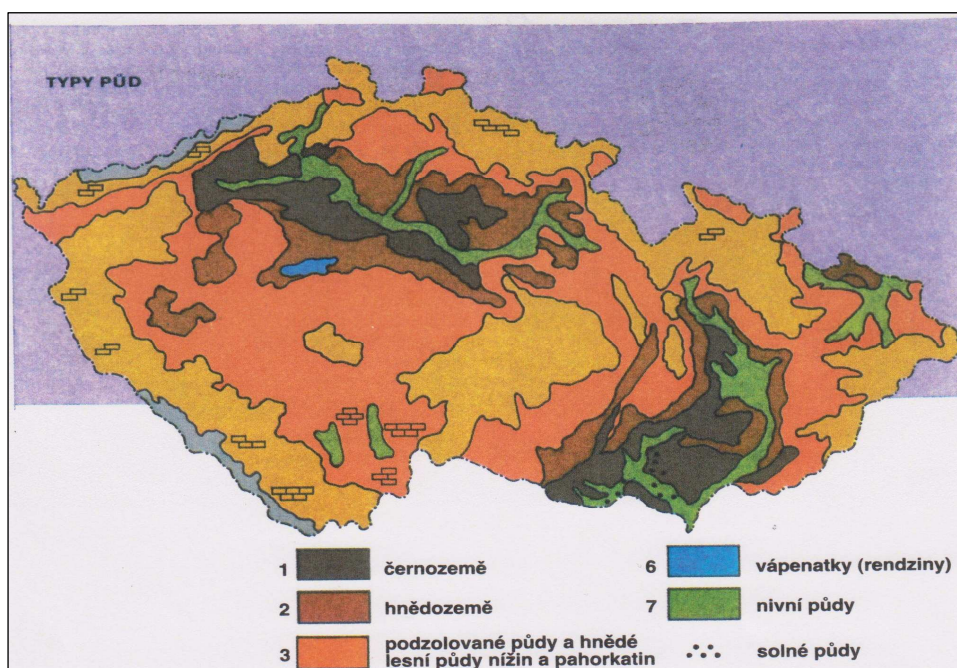 TYPY PŮD
1 černozemě
2 hnědozemě
3 podzolované půdy a hnědé
lesní půdy nížin a pahorkatin
6 vápenatky (rendziny)
7 nivní půdy
solné půdy